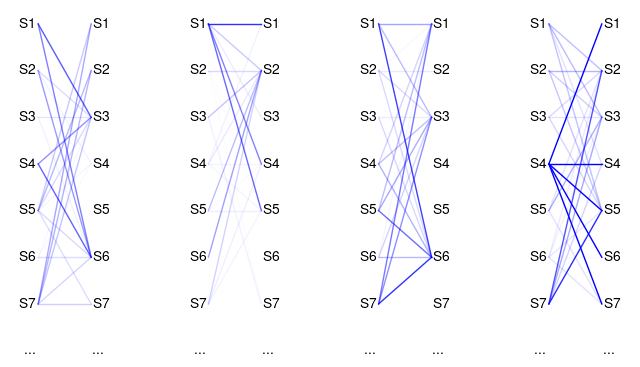 S1 S1 S1 S1 S1 S1 S1 S1
S2 S2 S2 S2 S2 S2 S2 S2
S3 S3 S3 S3 S3 S3 S3 S3
S4 S4 S4 S4 S4 S4 S4 S4
S5 S5 S5 S5 S5 S5 S5 S5
S6 S6 S6 S6 S6 S6 S6 S6
S7 S7 S7 S7 S7 S7 S7 S7
... ... ... ... ... ... ... ...